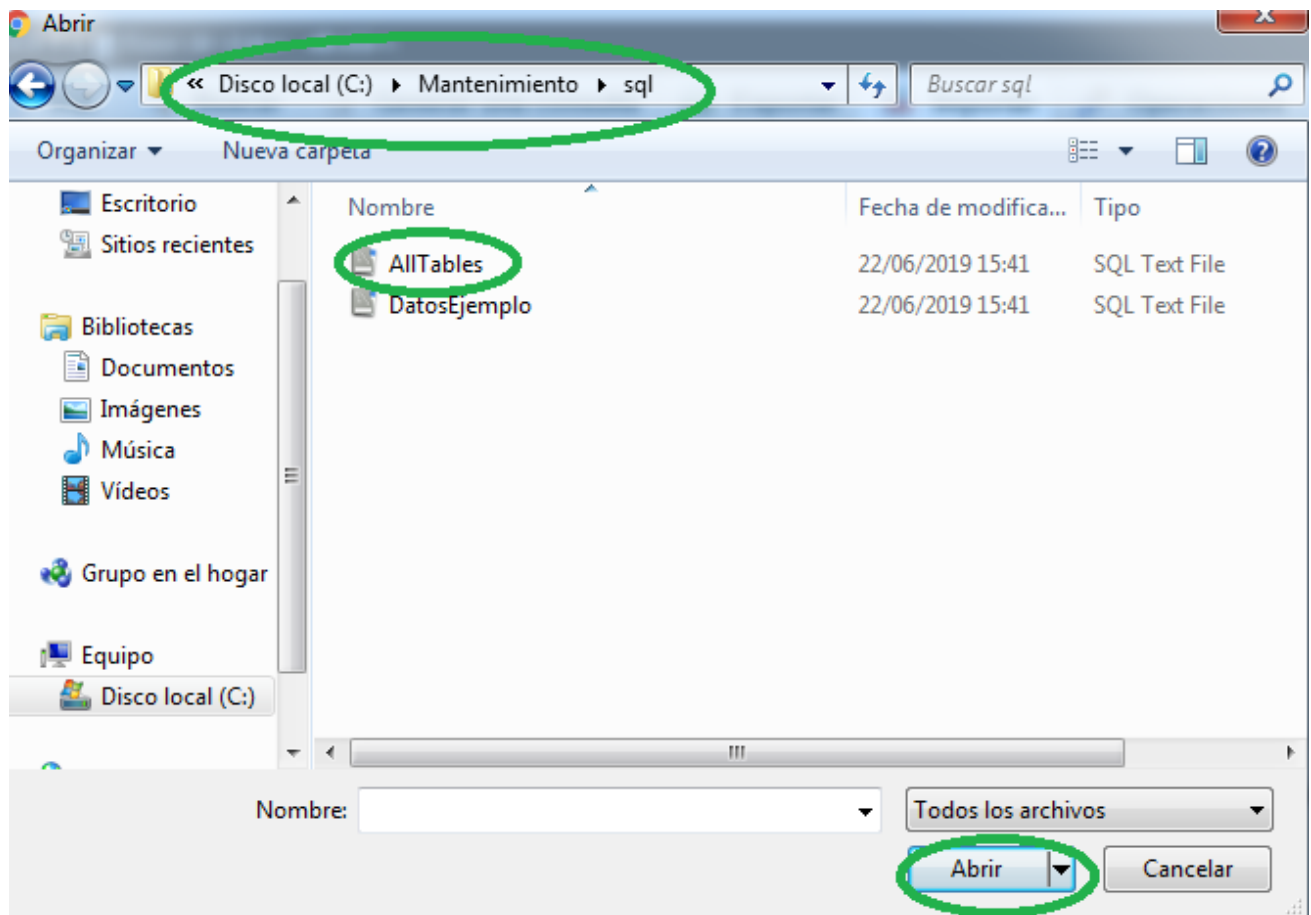 Abrir
« Disco local (C:) ▸ Mantenimiento ▸ sql
Buscar sql
Organizar Nueva carpeta
Escritorio
Sitios recientes
Bibliotecas
Documentos
Imágenes
Música
Vídeos
Grupo en el hogar
Equipo
Disco local (C:)
Nombre Fecha de modifica... Tipo
AllTables 22/06/2019 15:41 SQL Text File
DatosEjemplo 22/06/2019 15:41 SQL Text File
Nombre: Todos los archivos
Abrir Cancelar